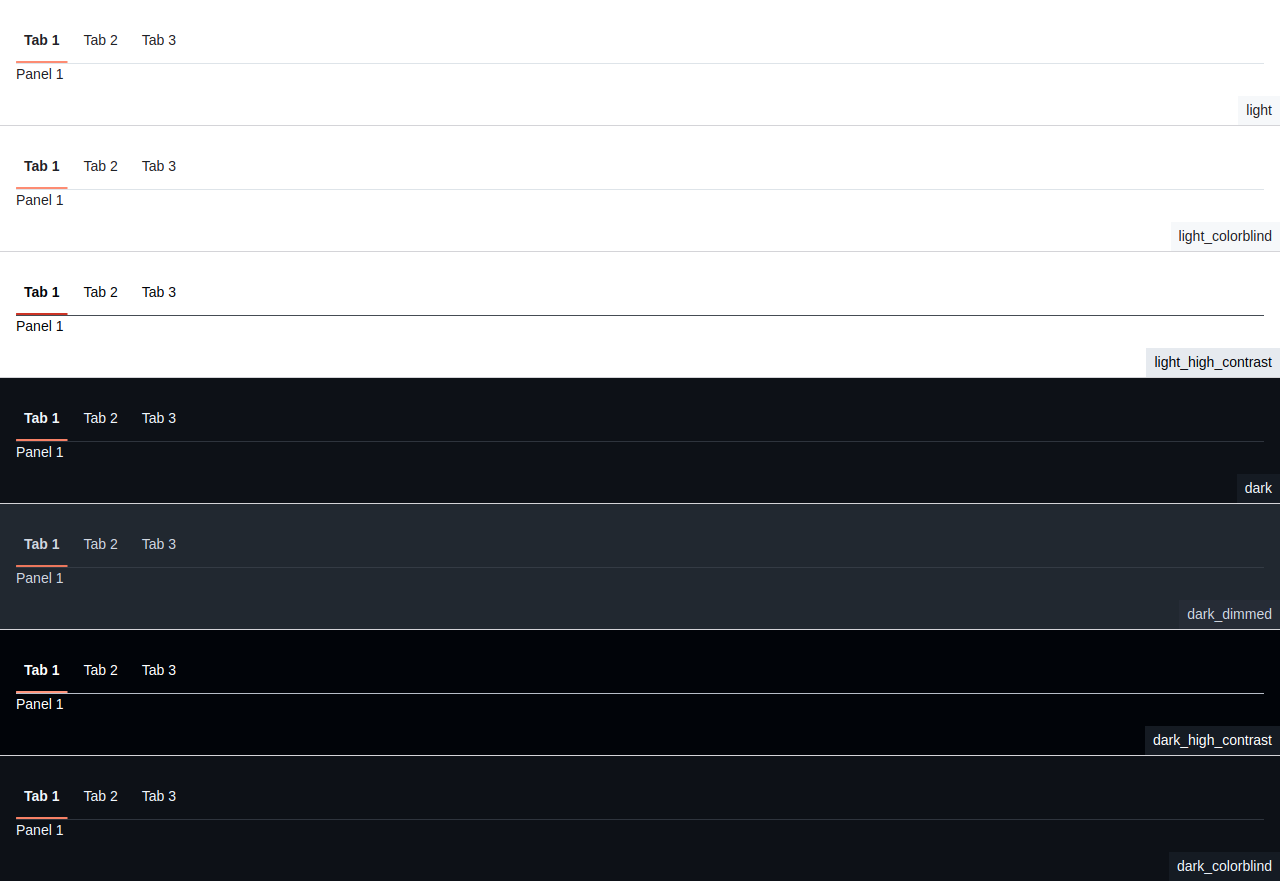 Tab 1 Tab 2 Tab 3
Panel 1
light
Tab 1 Tab 2 Tab 3
Panel 1
light_colorblind
Tab 1 Tab 2 Tab 3
Panel 1
light_high_contrast
Tab 1 Tab 2 Tab 3
Panel 1
dark
Tab 1 Tab 2 Tab 3
Panel 1
dark_dimmed
Tab 1 Tab 2 Tab 3
Panel 1
dark_high_contrast
Tab 1 Tab 2 Tab 3
Panel 1
dark_colorblind